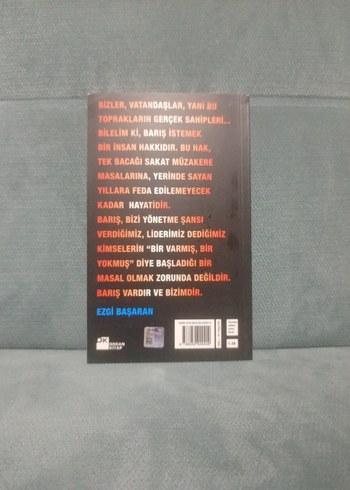 BİZLER, VATANDAŞLAR, YANİ BU
TOPRAKLARIN GERÇEK SAHİPLERİ...
BİLELİM Kİ, BARIŞ İSTEMEK
BİR İNSAN HAKKIDIR. BU HAK,
TEK BACAĞI SAKAT MÜZAKERE
MASALARINA, YERİNDE SAYAN
YILLARA FEDA EDİLEMEYECEK
KADAR HAYATİDİR.
BARIŞ, BİZİ YÖNETME ŞANSI
VERDİĞİMİZ, LİDERİMİZ DEDİĞİMİZ
KİMSELERİN "BİR VARMIŞ, BİR
YOKMUŞ" DİYE BAŞLADIĞI BİR
MASAL OLMAK ZORUNDA DEĞİLDİR.
BARIŞ VARDIR VE BİZİMDİR.
EZGİ BAŞARAN
DK
DOĞAN
KİTAP